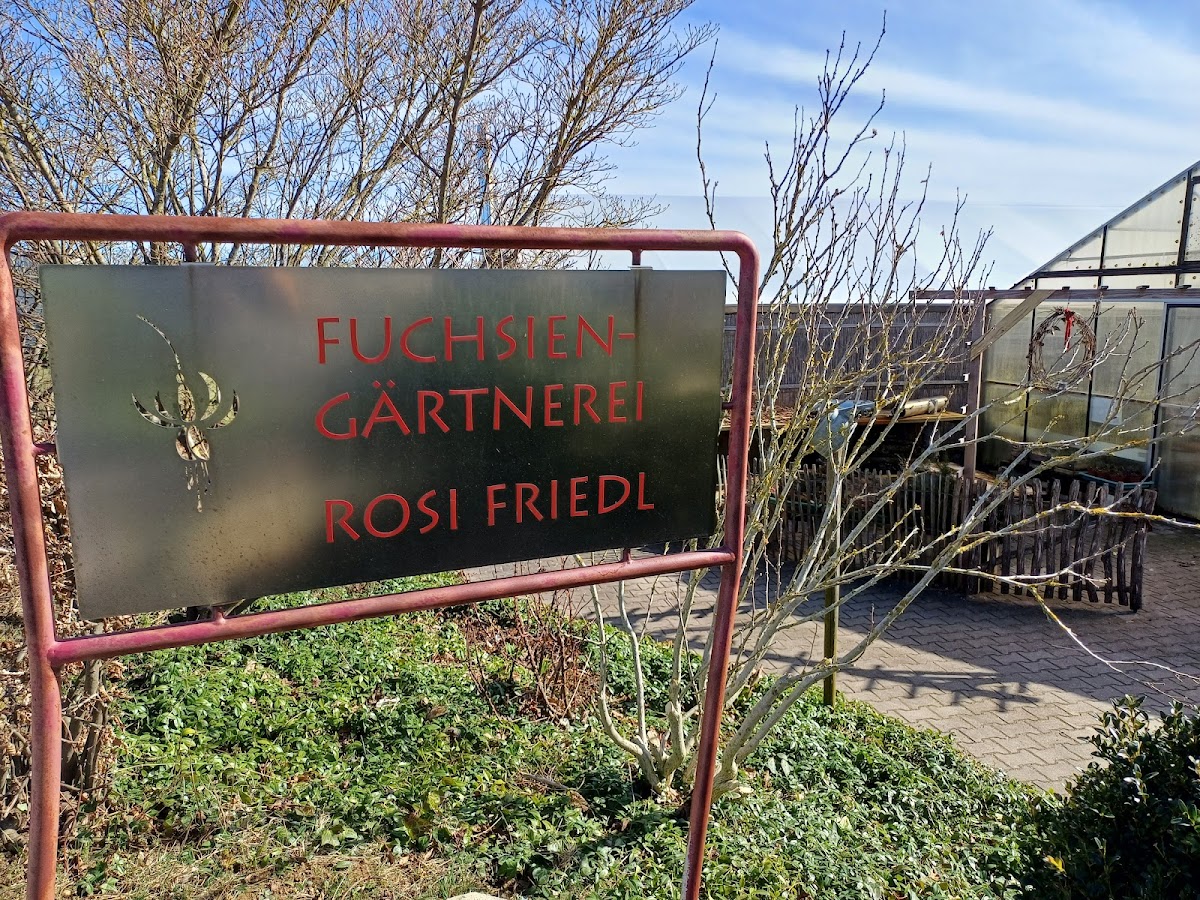 FUCHSIEN-
GÄRTNEREI
ROSI FRIEDL